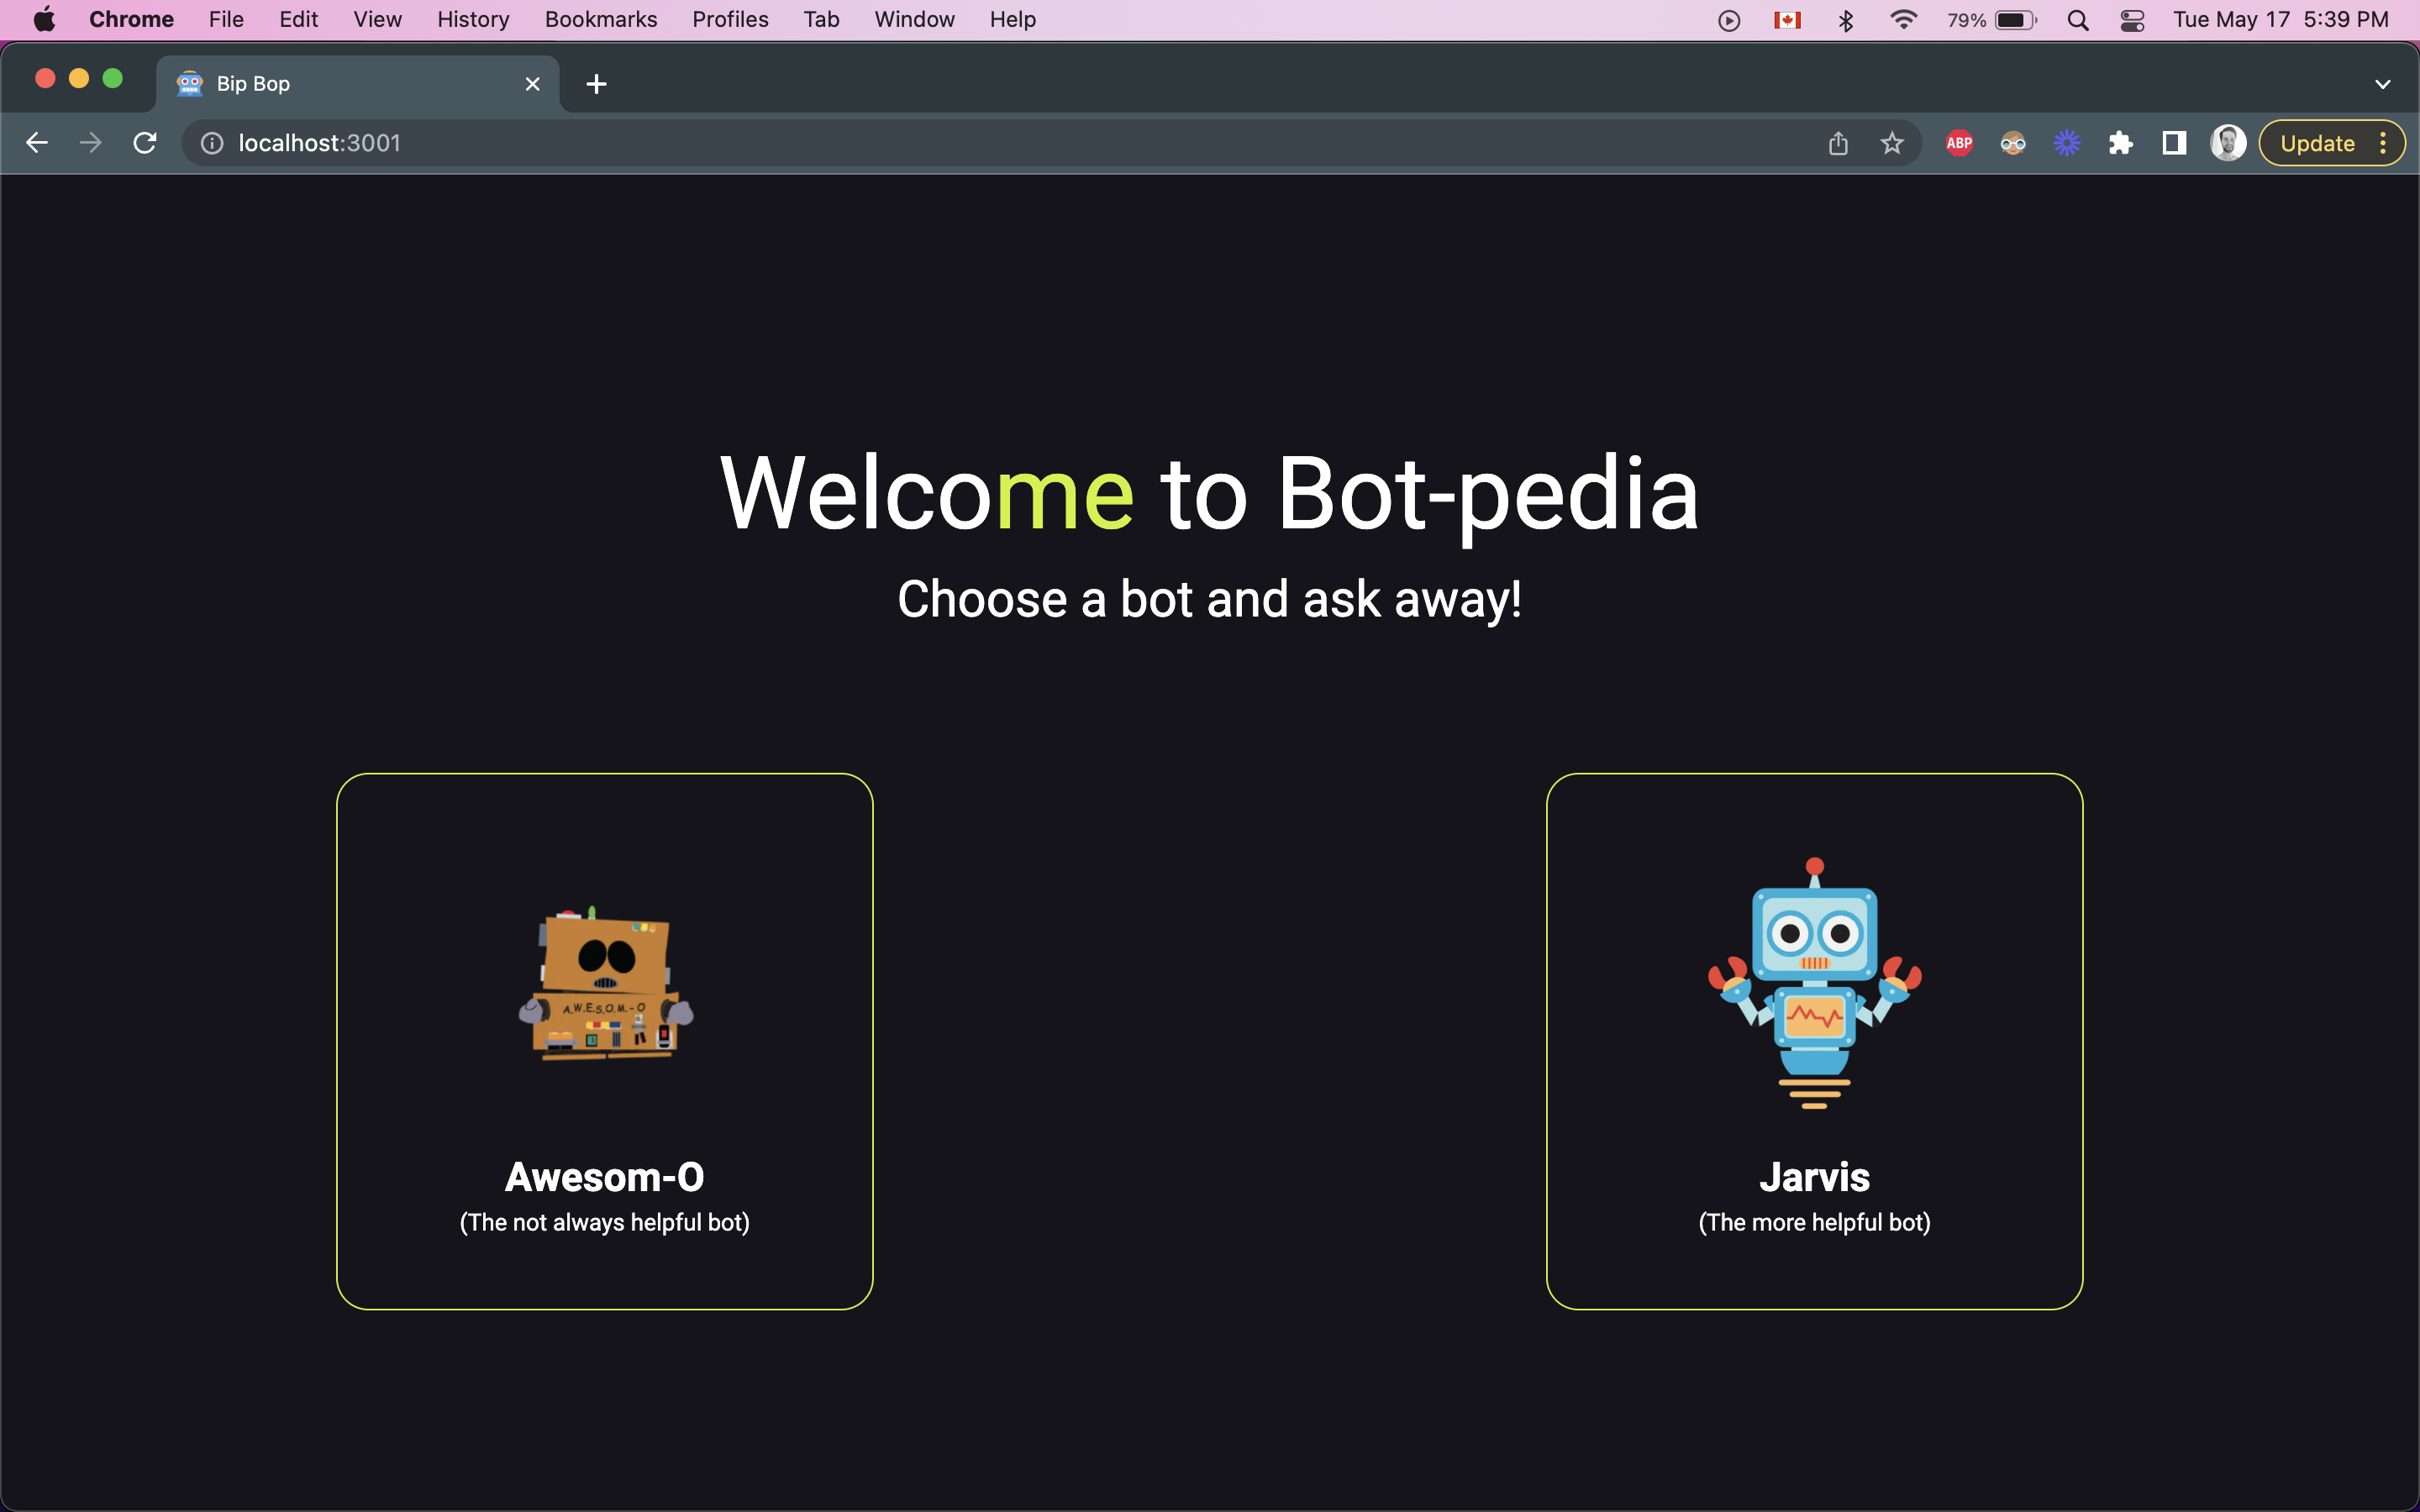 Chrome File Edit View History Bookmarks Profiles Tab Window Help 79% Tue May 17 5:39 PM
Bip Bop
localhost:3001 ABP Update
Welcome to Bot-pedia
Choose a bot and ask away!
A.W.E.S.O.M.-O
Awesom-O
(The not always helpful bot)
Jarvis
(The more helpful bot)